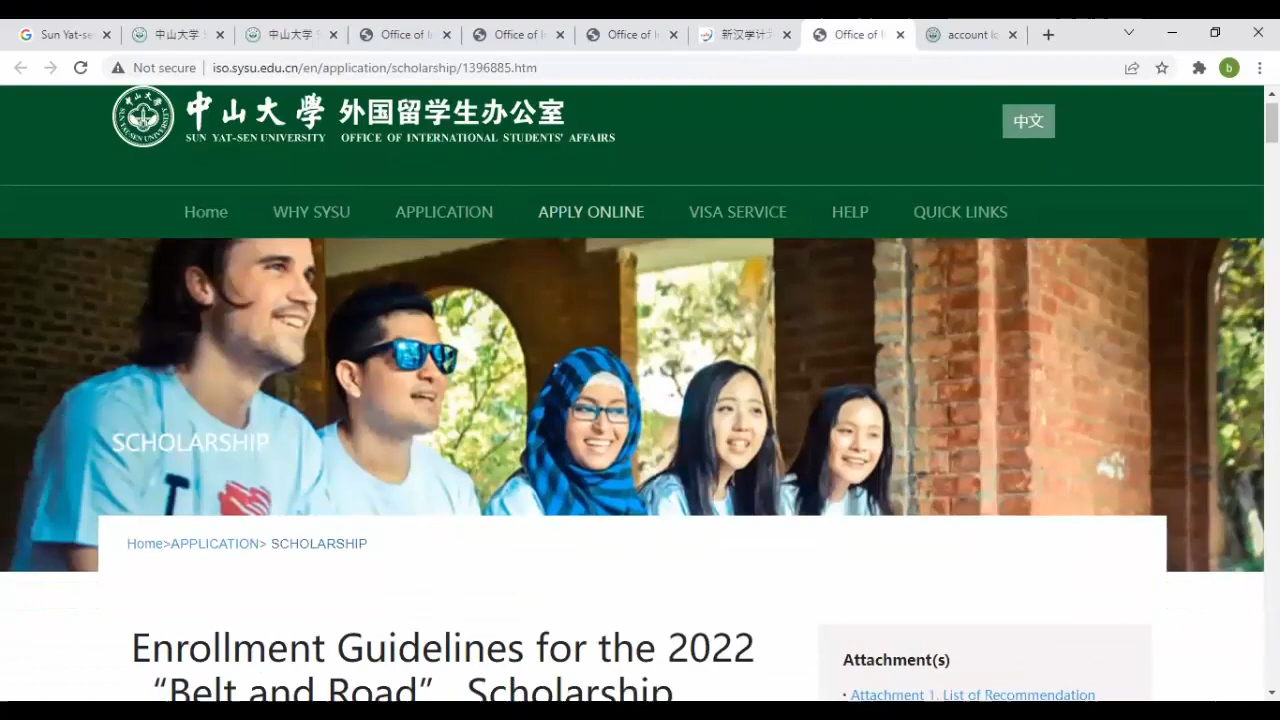 Sun Yat-se
中山大学 S
中山大学 S
Office of I
Office of I
Office of I
新汉学计划
Office of I
account lo
Not secure
iso.sysu.edu.cn/en/application/scholarship/1396885.htm
b
中山大學 外国留学生办公室
SUN YAT-SEN UNIVERSITY OFFICE OF INTERNATIONAL STUDENTS' AFFAIRS
中文
Home WHY SYSU APPLICATION APPLY ONLINE VISA SERVICE HELP QUICK LINKS
SCHOLARSHIP
I
Home>APPLICATION> SCHOLARSHIP
Enrollment Guidelines for the 2022
“Belt and Road” Scholarship
Attachment(s)
· Attachment 1. List of Recommendation